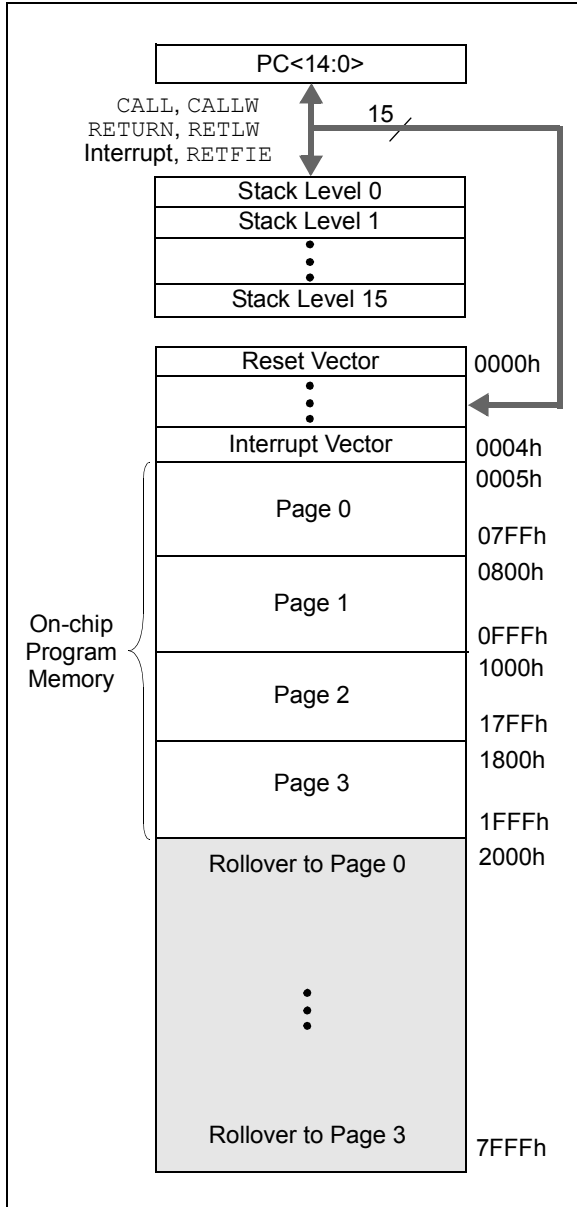 PC<14:0>
CALL, CALLW
RETURN, RETLW
Interrupt, RETFIE
15
Stack Level 0
Stack Level 1
Stack Level 15
Reset Vector
0000h
Interrupt Vector
0004h
On-chip
Program
Memory
0005h
Page 0
07FFh
0800h
Page 1
0FFFh
1000h
Page 2
17FFh
1800h
Page 3
1FFFh
Rollover to Page 0
2000h
Rollover to Page 3
7FFFh